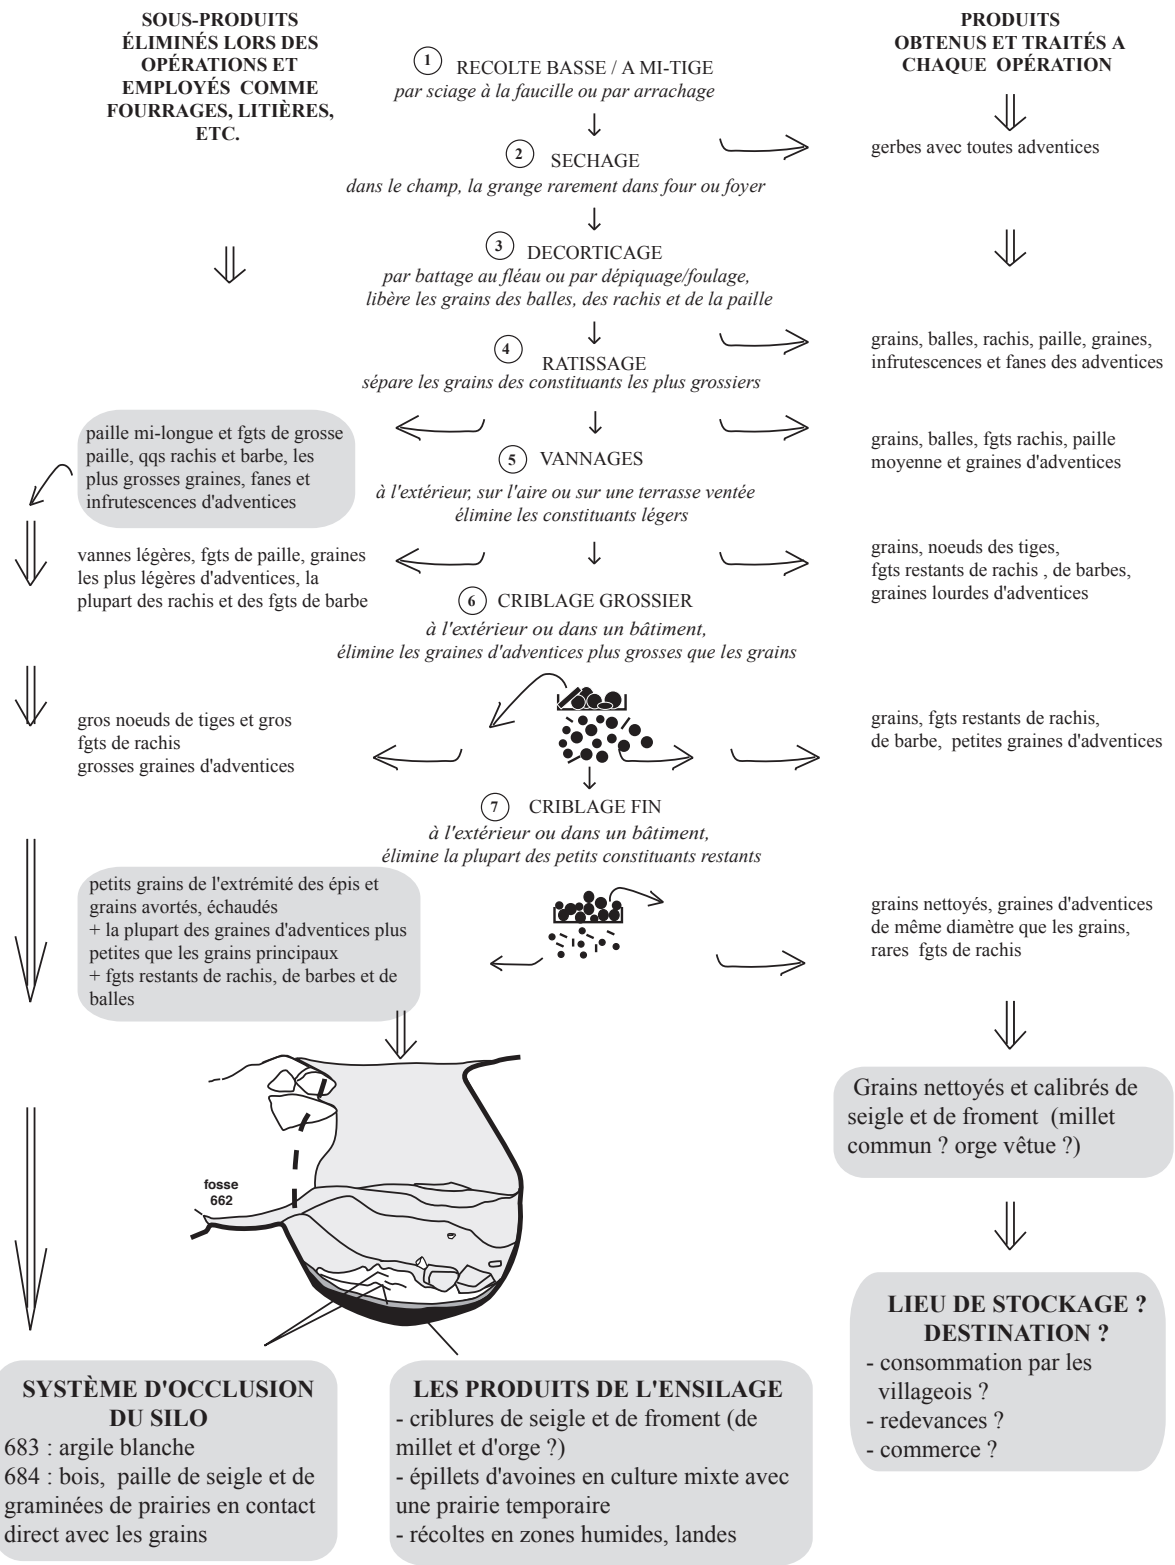 SOUS-PRODUITS
ÉLIMINÉS LORS DES
OPÉRATIONS ET
EMPLOYÉS COMME
FOURRAGES, LITIÈRES,
ETC.
PRODUITS
OBTENUS ET TRAITÉS A
CHAQUE OPÉRATION
1 RECOLTE BASSE / A MI-TIGE
par sciage à la faucille ou par arrachage
gerbes avec toutes adventices
2 SECHAGE
dans le champ, la grange rarement dans four ou foyer
3 DECORTICAGE
par battage au fléau ou par dépiquage/foulage,
libère les grains des balles, des rachis et de la paille
grains, balles, rachis, paille, graines,
infrutescences et fanes des adventices
4 RATISSAGE
sépare les grains des constituants les plus grossiers
paille mi-longue et fgts de grosse
paille, qqs rachis et barbe, les
plus grosses graines, fanes et
infrutescences d'adventices
grains, balles, fgts rachis, paille
moyenne et graines d'adventices
5 VANNAGES
à l'extérieur, sur l'aire ou sur une terrasse ventée
élimine les constituants légers
vannes légères, fgts de paille, graines
les plus légères d'adventices, la
plupart des rachis et des fgts de barbe
grains, noeuds des tiges,
fgts restants de rachis , de barbes,
graines lourdes d'adventices
6 CRIBLAGE GROSSIER
à l'extérieur ou dans un bâtiment,
élimine les graines d'adventices plus grosses que les grains
gros noeuds de tiges et gros
fgts de rachis
grosses graines d'adventices
grains, fgts restants de rachis,
de barbe, petites graines d'adventices
7 CRIBLAGE FIN
à l'extérieur ou dans un bâtiment,
élimine la plupart des petits constituants restants
petits grains de l'extrémité des épis et
grains avortés, échaudés
+ la plupart des graines d'adventices plus
petites que les grains principaux
+ fgts restants de rachis, de barbes et de
balles
grains nettoyés, graines d'adventices
de même diamètre que les grains,
rares fgts de rachis
Grains nettoyés et calibrés de
seigle et de froment (millet
commun ? orge vêtue ?)
fosse
662
LIEU DE STOCKAGE ?
DESTINATION ?
- consommation par les
villageois ?
- redevances ?
- commerce ?
SYSTÈME D'OCCLUSION
DU SILO
683 : argile blanche
684 : bois, paille de seigle et de
graminées de prairies en contact
direct avec les grains
LES PRODUITS DE L'ENSILAGE
- criblures de seigle et de froment (de
millet et d'orge ?)
- épillets d'avoines en culture mixte avec
une prairie temporaire
- récoltes en zones humides, landes